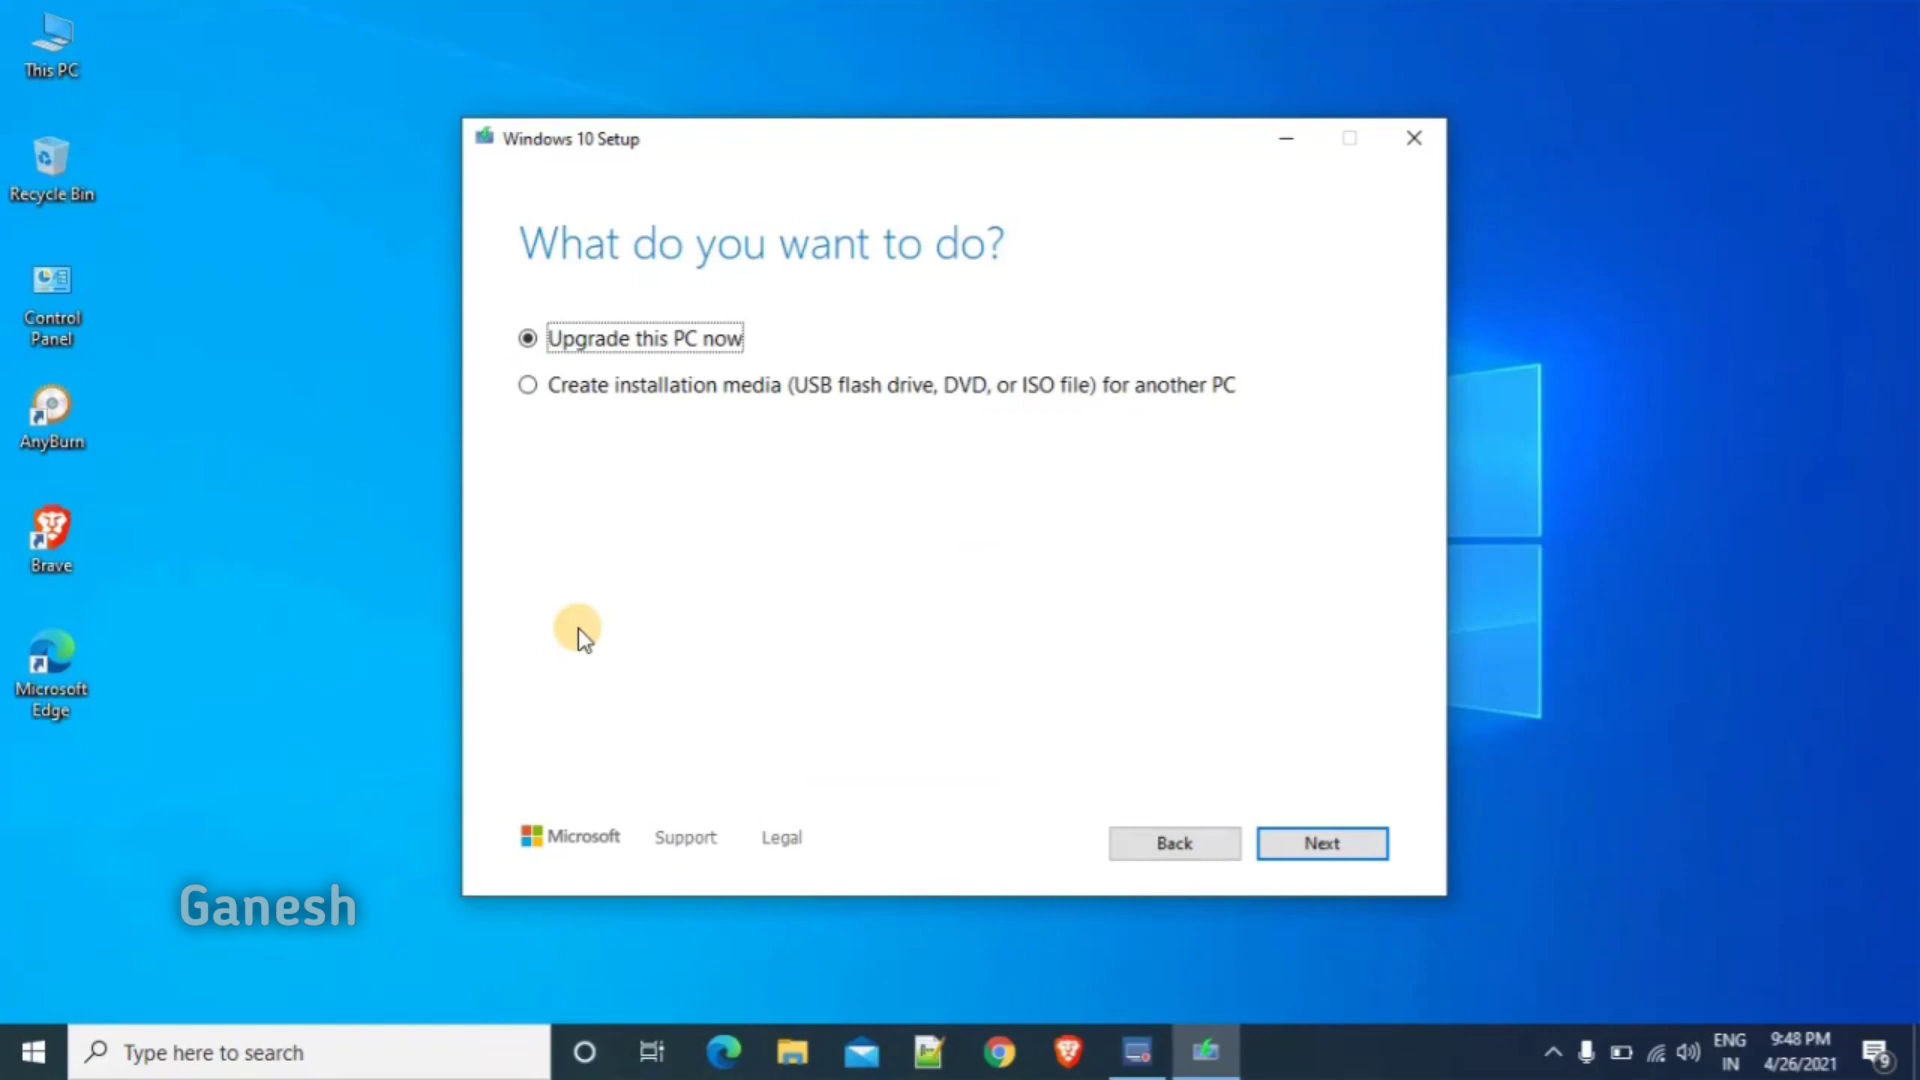 This PC
Recycle Bin
Control
Panel
AnyBurn
Brave
Microsoft
Edge
Windows 10 Setup
What do you want to do?
Upgrade this PC now
Create installation media (USB flash drive, DVD, or ISO file) for another PC
Microsoft
Support
Legal
Back
Next
Ganesh
Type here to search
ENG
IN
9:48 PM
4/26/2021
9